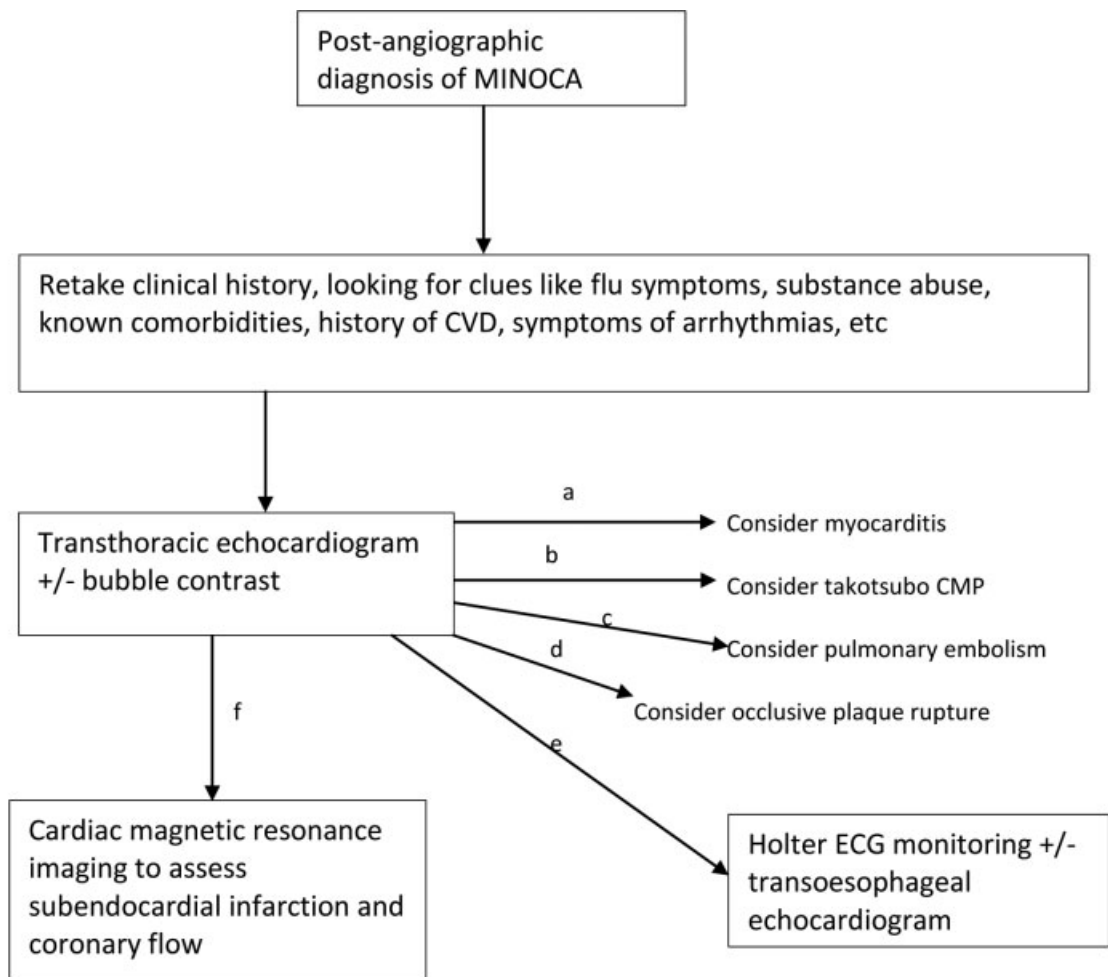 Post-angiographic
diagnosis of MINOCA
Retake clinical history, looking for clues like flu symptoms, substance abuse,
known comorbidities, history of CVD, symptoms of arrhythmias, etc
Transthoracic echocardiogram
+/- bubble contrast
a
Consider myocarditis
b
Consider takotsubo CMP
c
Consider pulmonary embolism
d
Consider occlusive plaque rupture
e
f
Cardiac magnetic resonance
imaging to assess
subendocardial infarction and
coronary flow
Holter ECG monitoring +/-
transoesophageal
echocardiogram